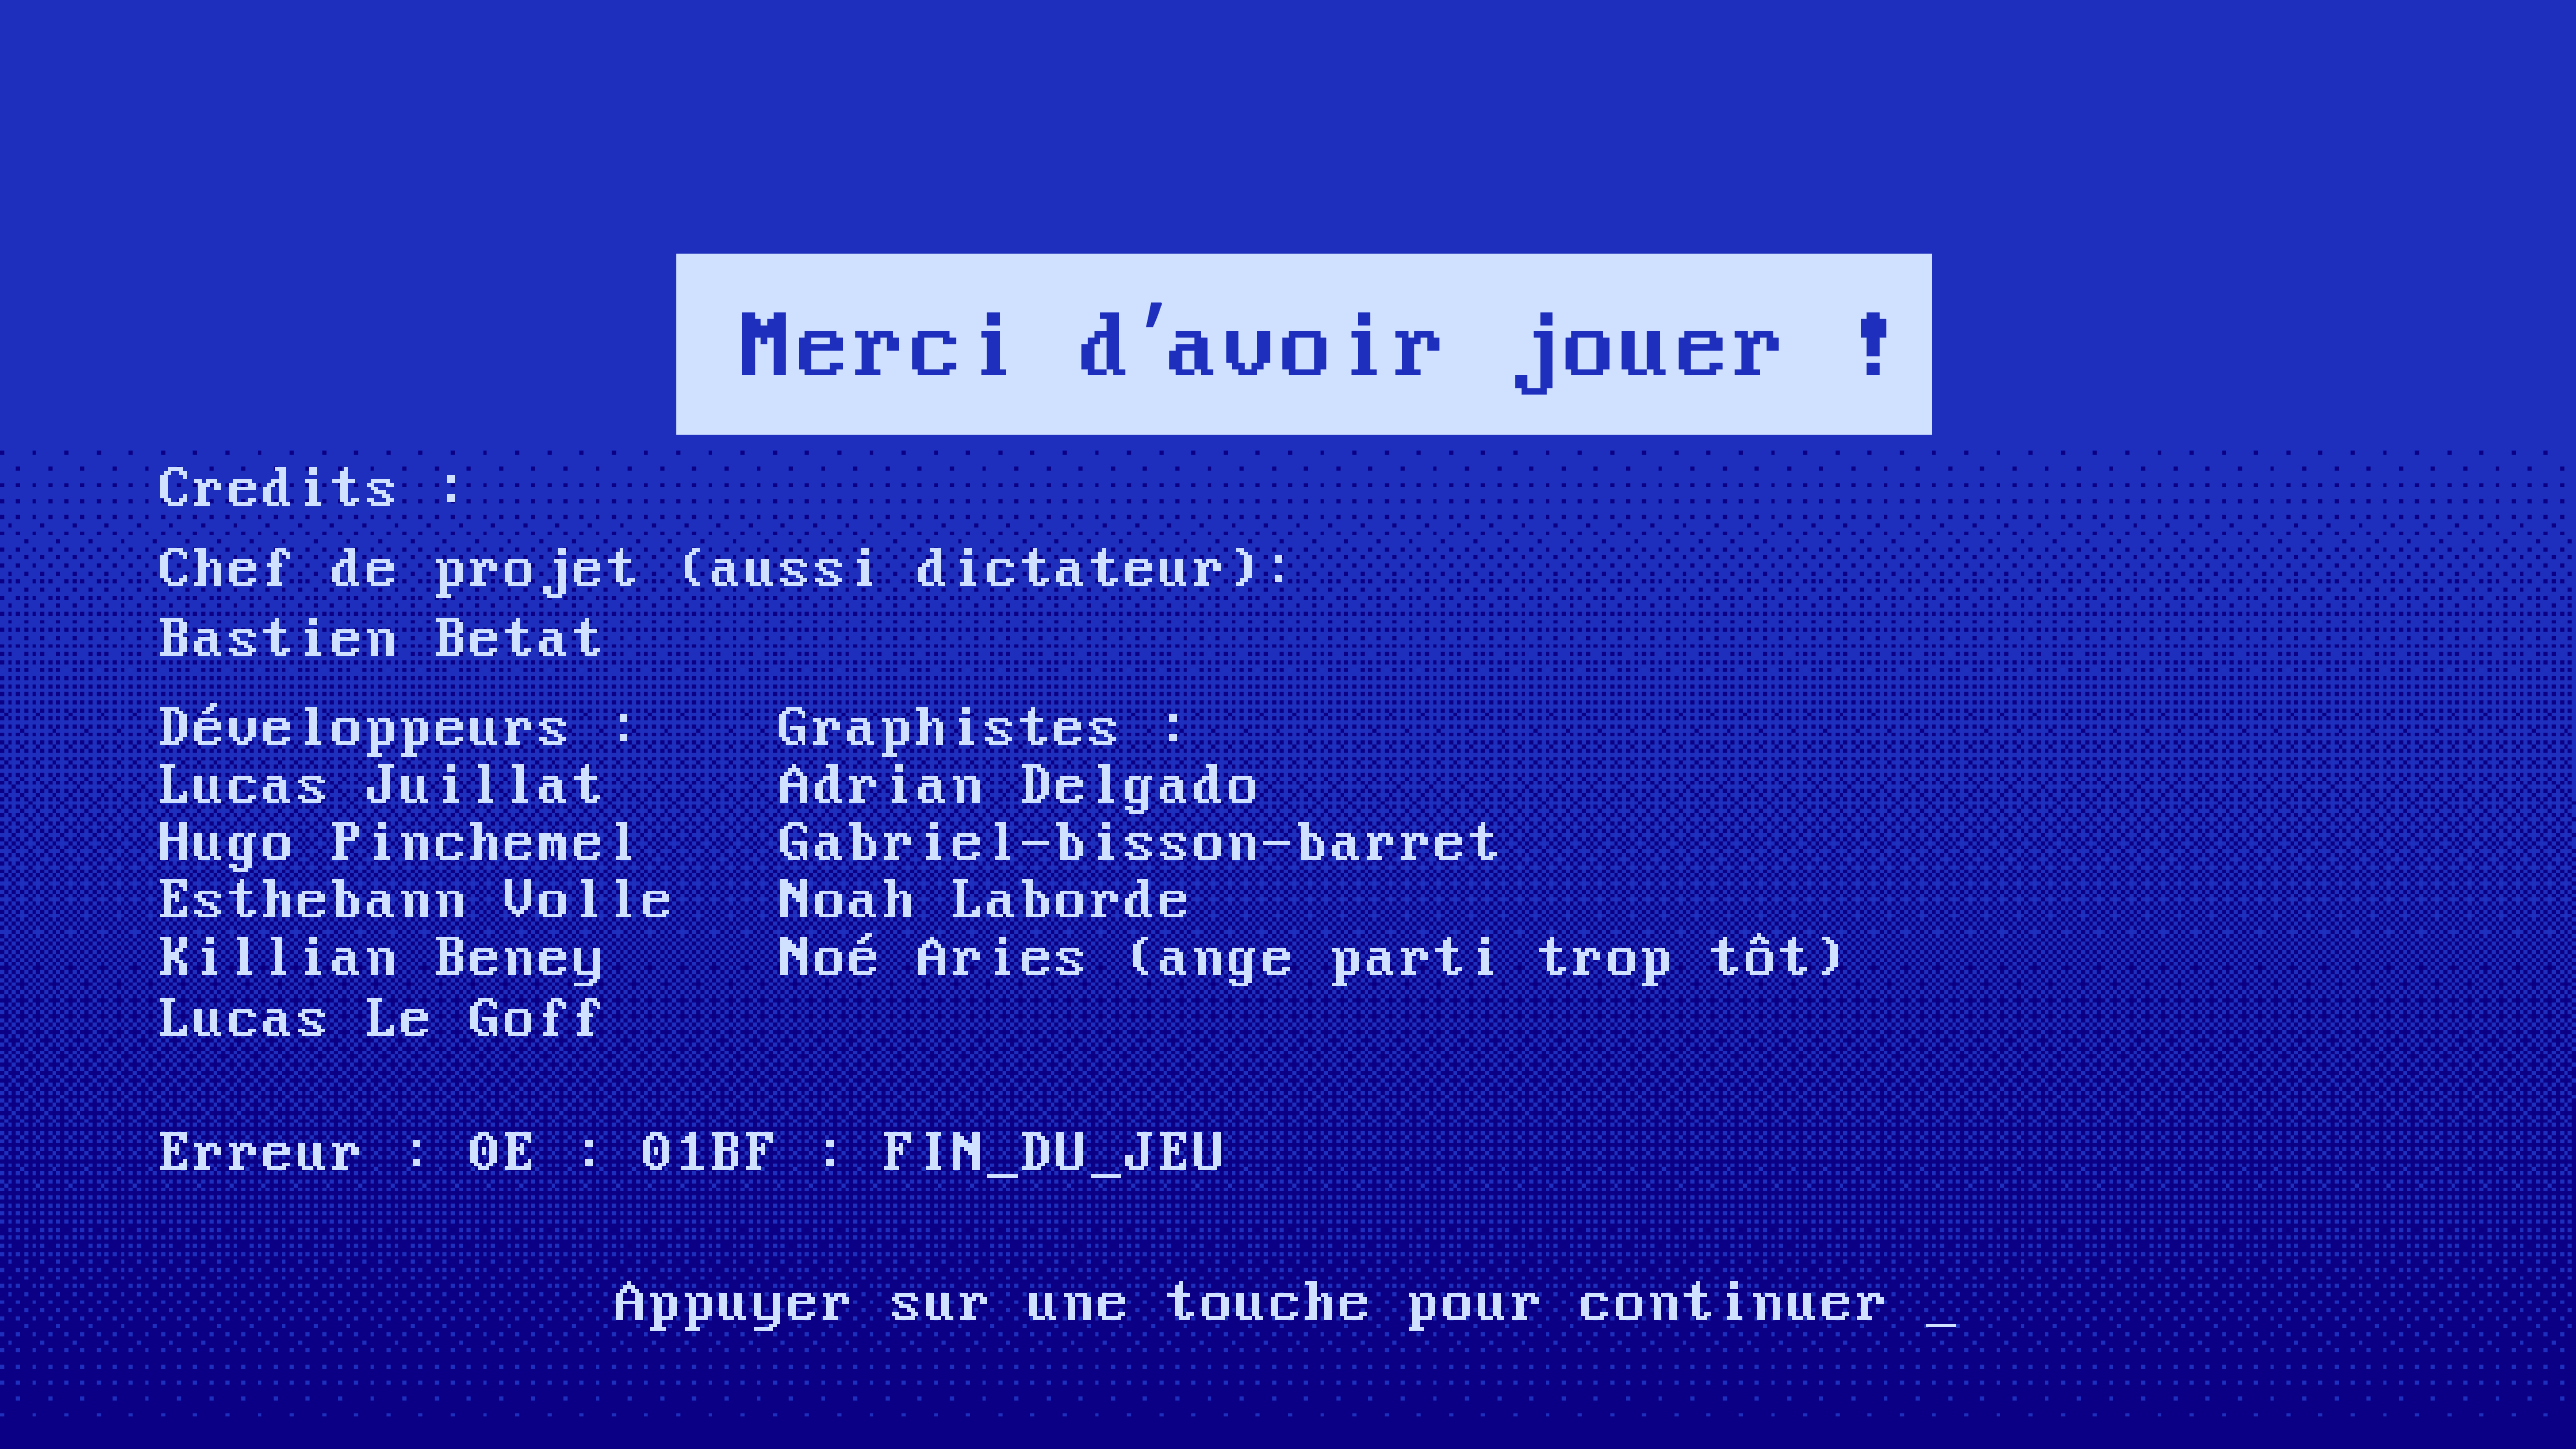 Merci d'avoir jouer !
Credits :
Chef de projet (aussi dictateur):
Bastien Betat
Développeurs :
Lucas Juillat
Hugo Pinchemel
Esthebann Volle
Killian Beney
Lucas Le Goff
Graphistes :
Adrian Delgado
Gabriel-bisson-barret
Noah Laborde
Noé Aries (ange parti trop tôt)
Erreur : 0E : 01BF : FIN_DU_JEU
Appuyer sur une touche pour continuer _